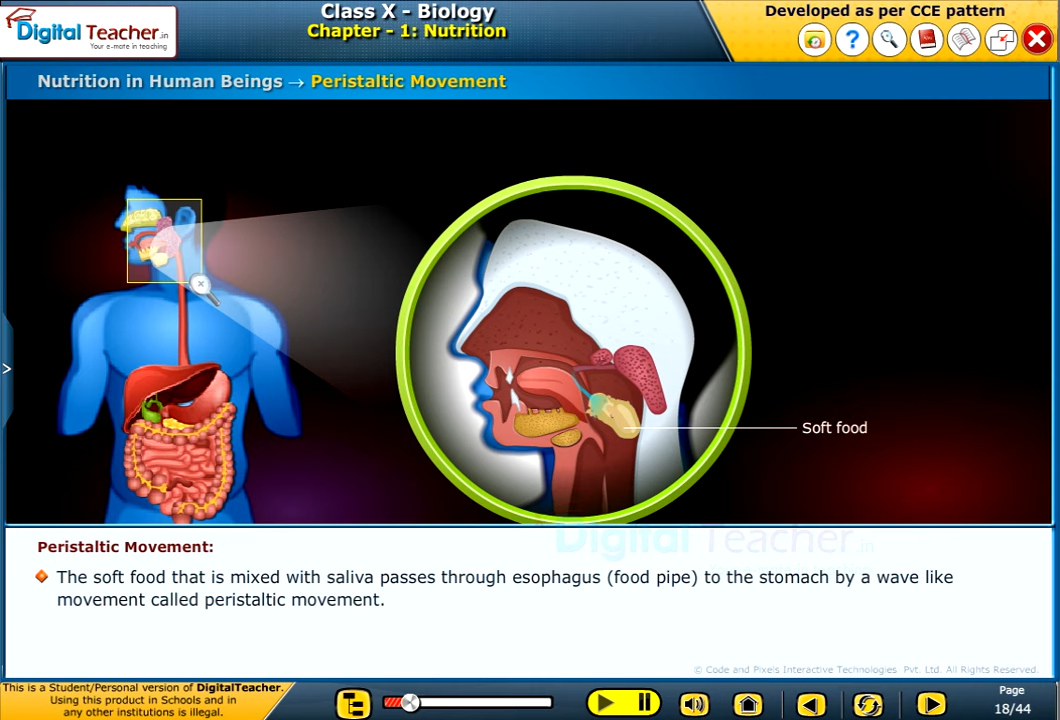 Digital Teacher.in
Your e-mate in teaching
Class X - Biology
Chapter - 1: Nutrition
Developed as per CCE pattern
Nutrition in Human Beings → Peristaltic Movement
Soft food
Digital Teacher.in
Peristaltic Movement:
The soft food that is mixed with saliva passes through esophagus (food pipe) to the stomach by a wave like
movement called peristaltic movement.
© Code and Pixels Interactive Technologies. Pvt. Ltd. All Rights Reserved.
This is a Student/Personal version of DigitalTeacher.
Using this product in Schools and in
any other institutions is illegal.
Page
18/44